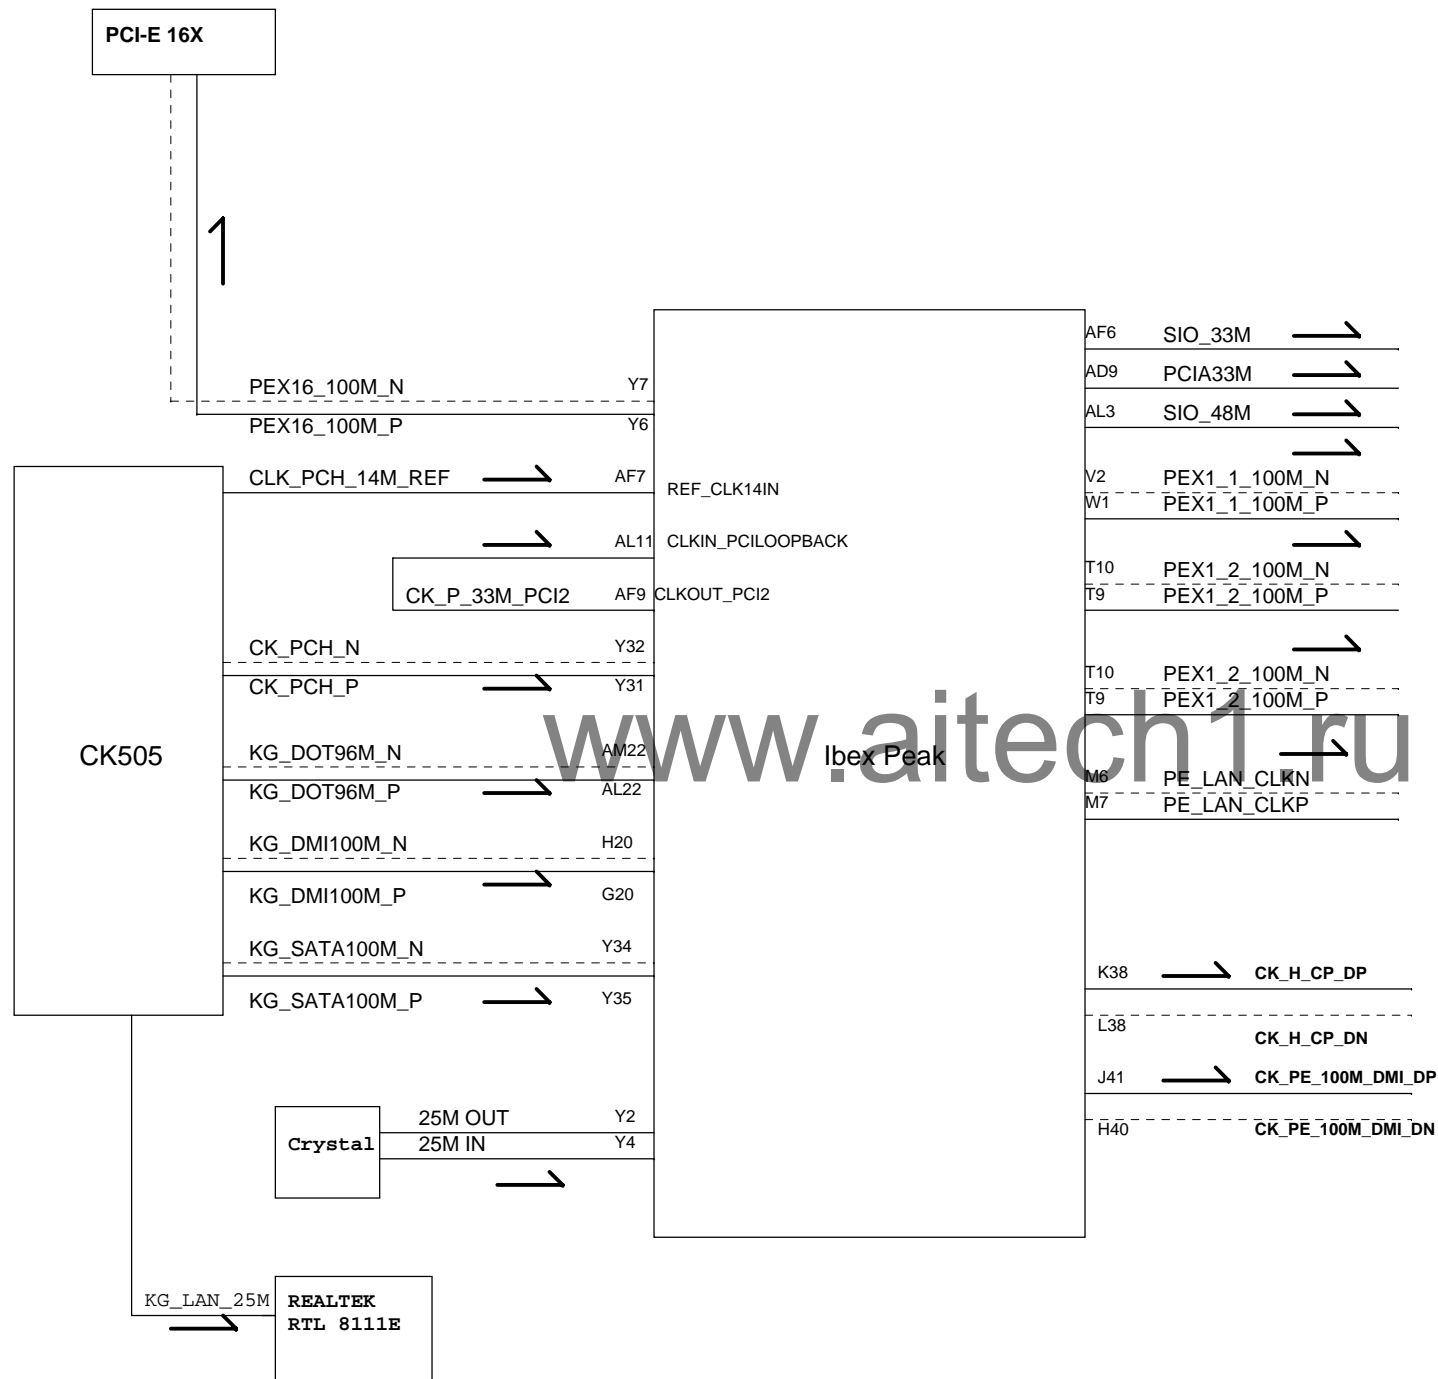 PCI-E 16X
AF6 SIO_33M
AD9 PCIA33M
AL3 SIO_48M
PEX16_100M_N Y7
PEX16_100M_P Y6
CLK_PCH_14M_REF AF7 REF_CLK14IN
V2 PEX1_1_100M_N
W1 PEX1_1_100M_P
AL11 CLKIN_PCILOOPBACK
T10 PEX1_2_100M_N
CK_P_33M_PCI2 AF9 CLKOUT_PCI2
T9 PEX1_2_100M_P
CK_PCH_N Y32
CK_PCH_P Y31
T10 PEX1_2_100M_N
T9 PEX1_2_100M_P
www.aitech1.ru
CK505
KG_DOT96M_N AM22
Ibex Peak
KG_DOT96M_P AL22
M6 PE_LAN_CLKN
M7 PE_LAN_CLKP
KG_DMI100M_N H20
KG_DMI100M_P G20
KG_SATA100M_N Y34
KG_SATA100M_P Y35
K38 CK_H_CP_DP
L38 CK_H_CP_DN
J41 CK_PE_100M_DMI_DP
H40 CK_PE_100M_DMI_DN
Crystal
25M OUT Y2
25M IN Y4
KG_LAN_25M
REALTEK
RTL 8111E